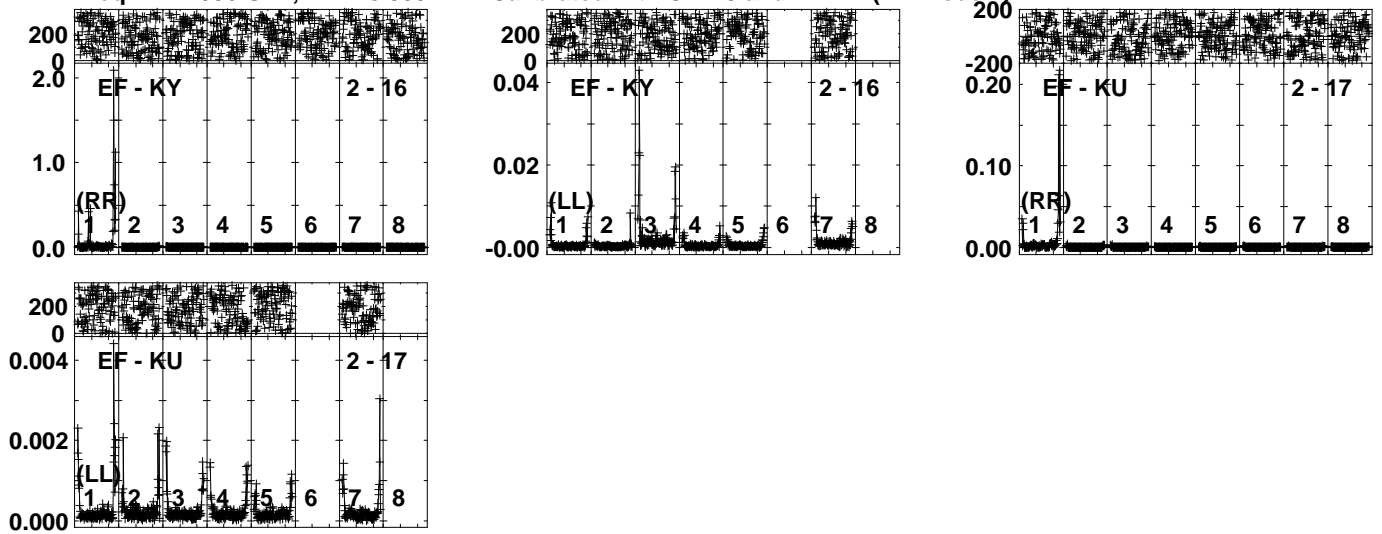 200
0
2.0
EF - KY 2 - 16
1.0
(RR)
1 2 3 4 5 6 7 8
0.0
200
0
0.04
EF - KY 2 - 16
0.02
(LL)
1 2 3 4 5 6 7 8
-0.00
200
-200
0.20
EF - KU 2 - 17
0.10
(RR)
1 2 3 4 5 6 7 8
0.00
200
0
0.004
EF - KU 2 - 17
0.002
(LL)
1 2 3 4 5 6 7 8
0.000